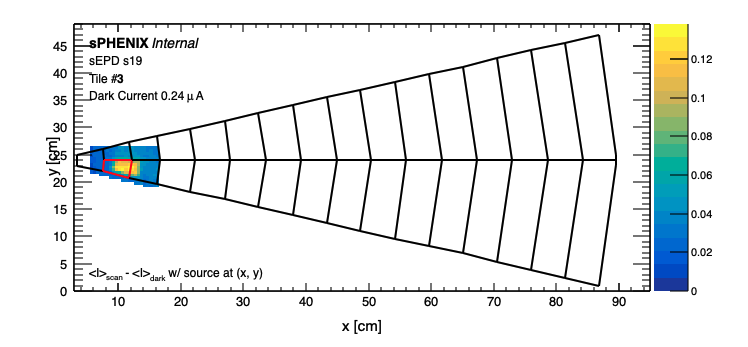 sPHENIX Internal
sEPD s19
Tile #3
Dark Current 0.24 μ A
<I>scan - <I>dark w/ source at (x, y)
y [cm]
45
40
35
30
25
20
15
10
5
0
10 20 30 40 50 60 70 80 90
x [cm]
0.12
0.1
0.08
0.06
0.04
0.02
0